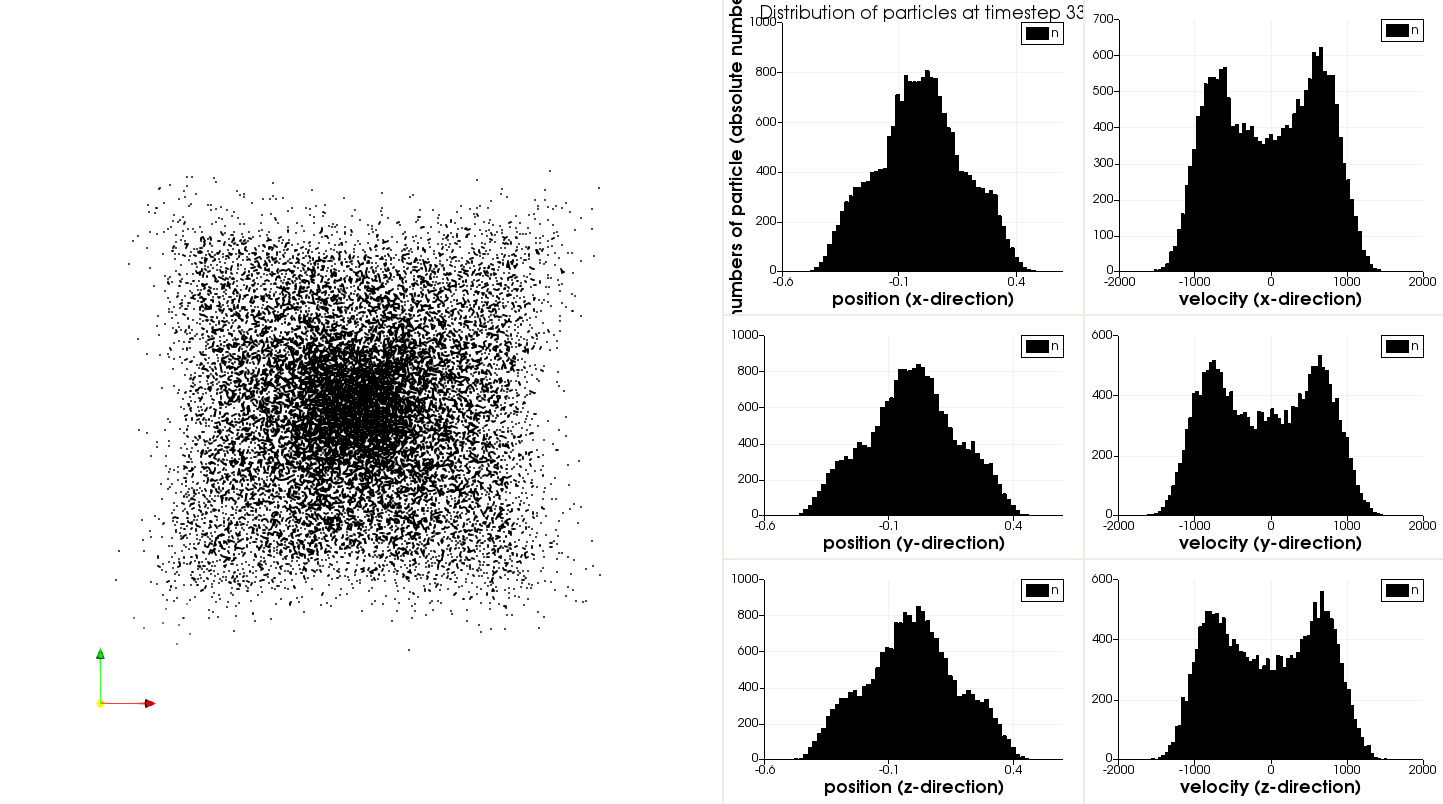 Distribution of particles at timestep 33
numbers of particle (absolute number
1000
800
600
400
200
0
-0.6 -0.1 0.4
position (x-direction)
n
700
600
500
400
300
200
100
0
-2000 -1000 0 1000 2000
velocity (x-direction)
n
1000
800
600
400
200
0
-0.6 -0.1 0.4
position (y-direction)
n
600
400
200
0
-2000 -1000 0 1000 2000
velocity (y-direction)
n
1000
800
600
400
200
0
-0.6 -0.1 0.4
position (z-direction)
n
600
400
200
0
-2000 -1000 0 1000 2000
velocity (z-direction)
n